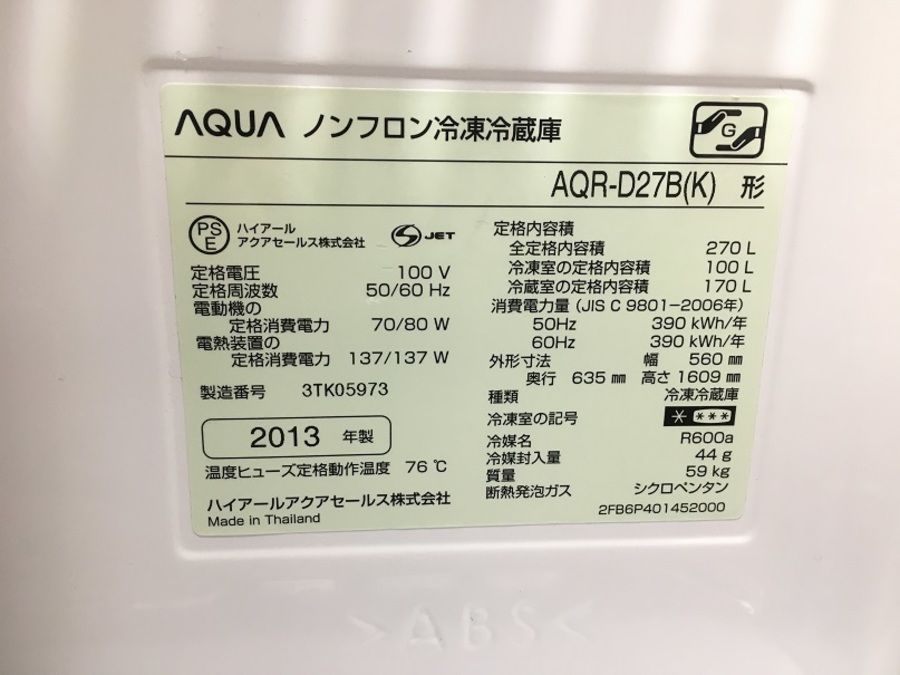 AQUA ノンフロン冷凍冷蔵庫
G
AQR-D27B(K) 形
PS
E
ハイアール
アクアセールス株式会社
S JET
定格電圧 100 V
定格周波数 50/60 Hz
電動機の
定格消費電力 70/80 W
電熱装置の
定格消費電力 137/137 W
製造番号 3TK05973
2013 年製
温度ヒューズ定格動作温度 76 ℃
ハイアールアクアセールス株式会社
Made in Thailand
定格内容積
全定格内容積 270 L
冷凍室の定格内容積 100 L
冷蔵室の定格内容積 170 L
消費電力量 (JIS C 9801-2006年)
50Hz 390 kWh/年
60Hz 390 kWh/年
外形寸法 幅 560 mm
奥行 635 mm 高さ 1609 mm
種類 冷凍冷蔵庫
冷凍室の記号 * ***
冷媒名 R600a
冷媒封入量 44 g
質量 59 kg
断熱発泡ガス シクロペンタン
2FB6P401452000
>ABS<